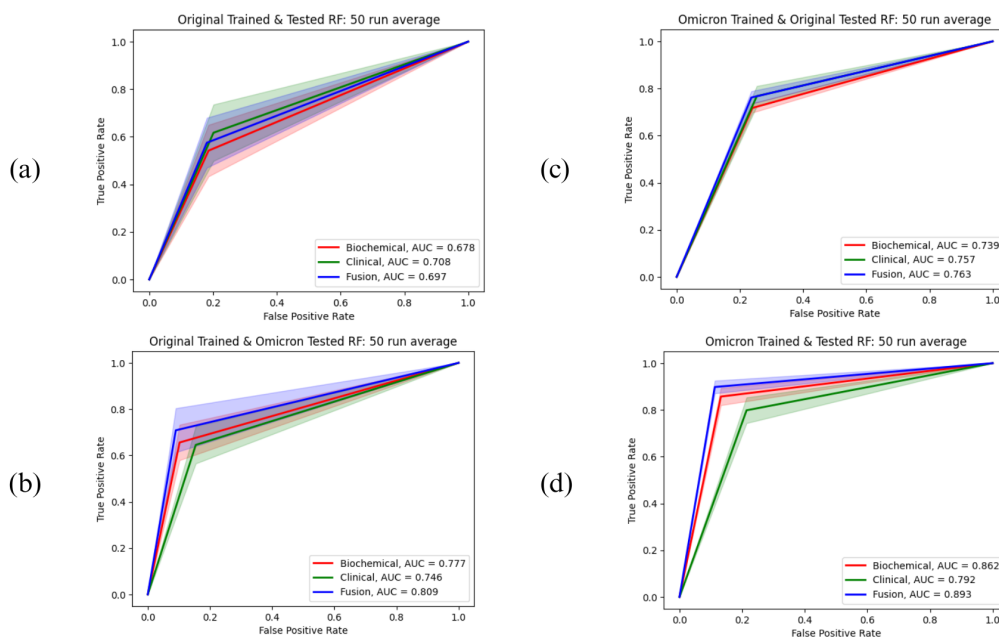 (a)
Original Trained & Tested RF: 50 run average
True Positive Rate
1.0
0.8
0.6
0.4
0.2
0.0
Biochemical, AUC = 0.678
Clinical, AUC = 0.708
Fusion, AUC = 0.697
0.0 0.2 0.4 0.6 0.8 1.0
False Positive Rate
(c)
Omicron Trained & Original Tested RF: 50 run average
True Positive Rate
1.0
0.8
0.6
0.4
0.2
0.0
Biochemical, AUC = 0.739
Clinical, AUC = 0.757
Fusion, AUC = 0.763
0.0 0.2 0.4 0.6 0.8 1.0
False Positive Rate
(b)
Original Trained & Omicron Tested RF: 50 run average
True Positive Rate
1.0
0.8
0.6
0.4
0.2
0.0
Biochemical, AUC = 0.777
Clinical, AUC = 0.746
Fusion, AUC = 0.809
0.0 0.2 0.4 0.6 0.8 1.0
False Positive Rate
(d)
Omicron Trained & Tested RF: 50 run average
True Positive Rate
1.0
0.8
0.6
0.4
0.2
0.0
Biochemical, AUC = 0.862
Clinical, AUC = 0.792
Fusion, AUC = 0.893
0.0 0.2 0.4 0.6 0.8 1.0
False Positive Rate